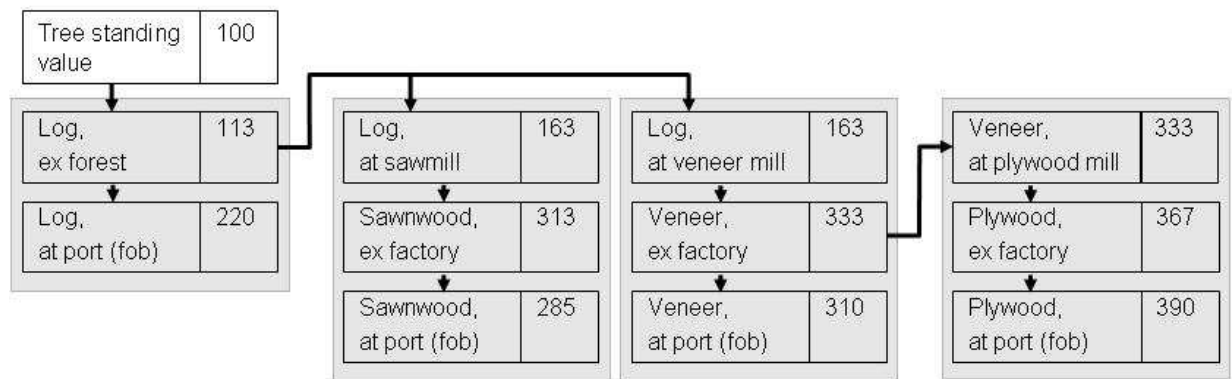 Tree standing 100
value
Log, 113
ex forest
Log, 220
at port (fob)
Log, 163
at sawmill
Sawnwood, 313
ex factory
Sawnwood, 285
at port (fob)
Log, 163
at veneer mill
Veneer, 333
ex factory
Veneer, 310
at port (fob)
Veneer, 333
at plywood mill
Plywood, 367
ex factory
Plywood, 390
at port (fob)